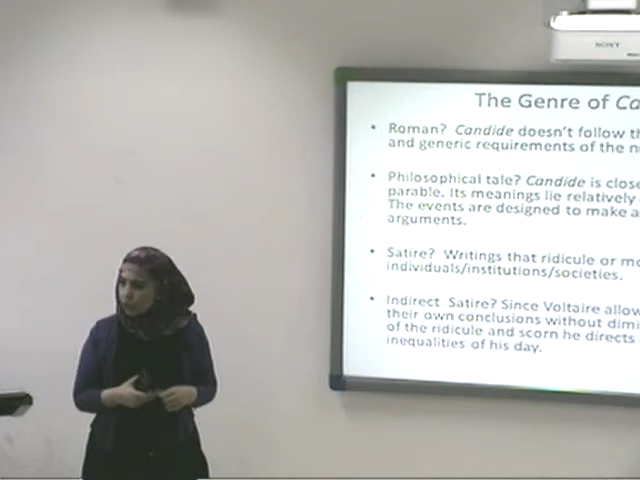 SONY
The Genre of Ca
• Roman? Candide doesn't follow th
and generic requirements of the n
• Philosophical tale? Candide is close
parable. Its meanings lie relatively
The events are designed to make a
arguments.
• Satire? Writings that ridicule or mo
individuals/institutions/societies.
• Indirect Satire? Since Voltaire allow
their own conclusions without dimi
of the ridicule and scorn he directs
inequalities of his day.